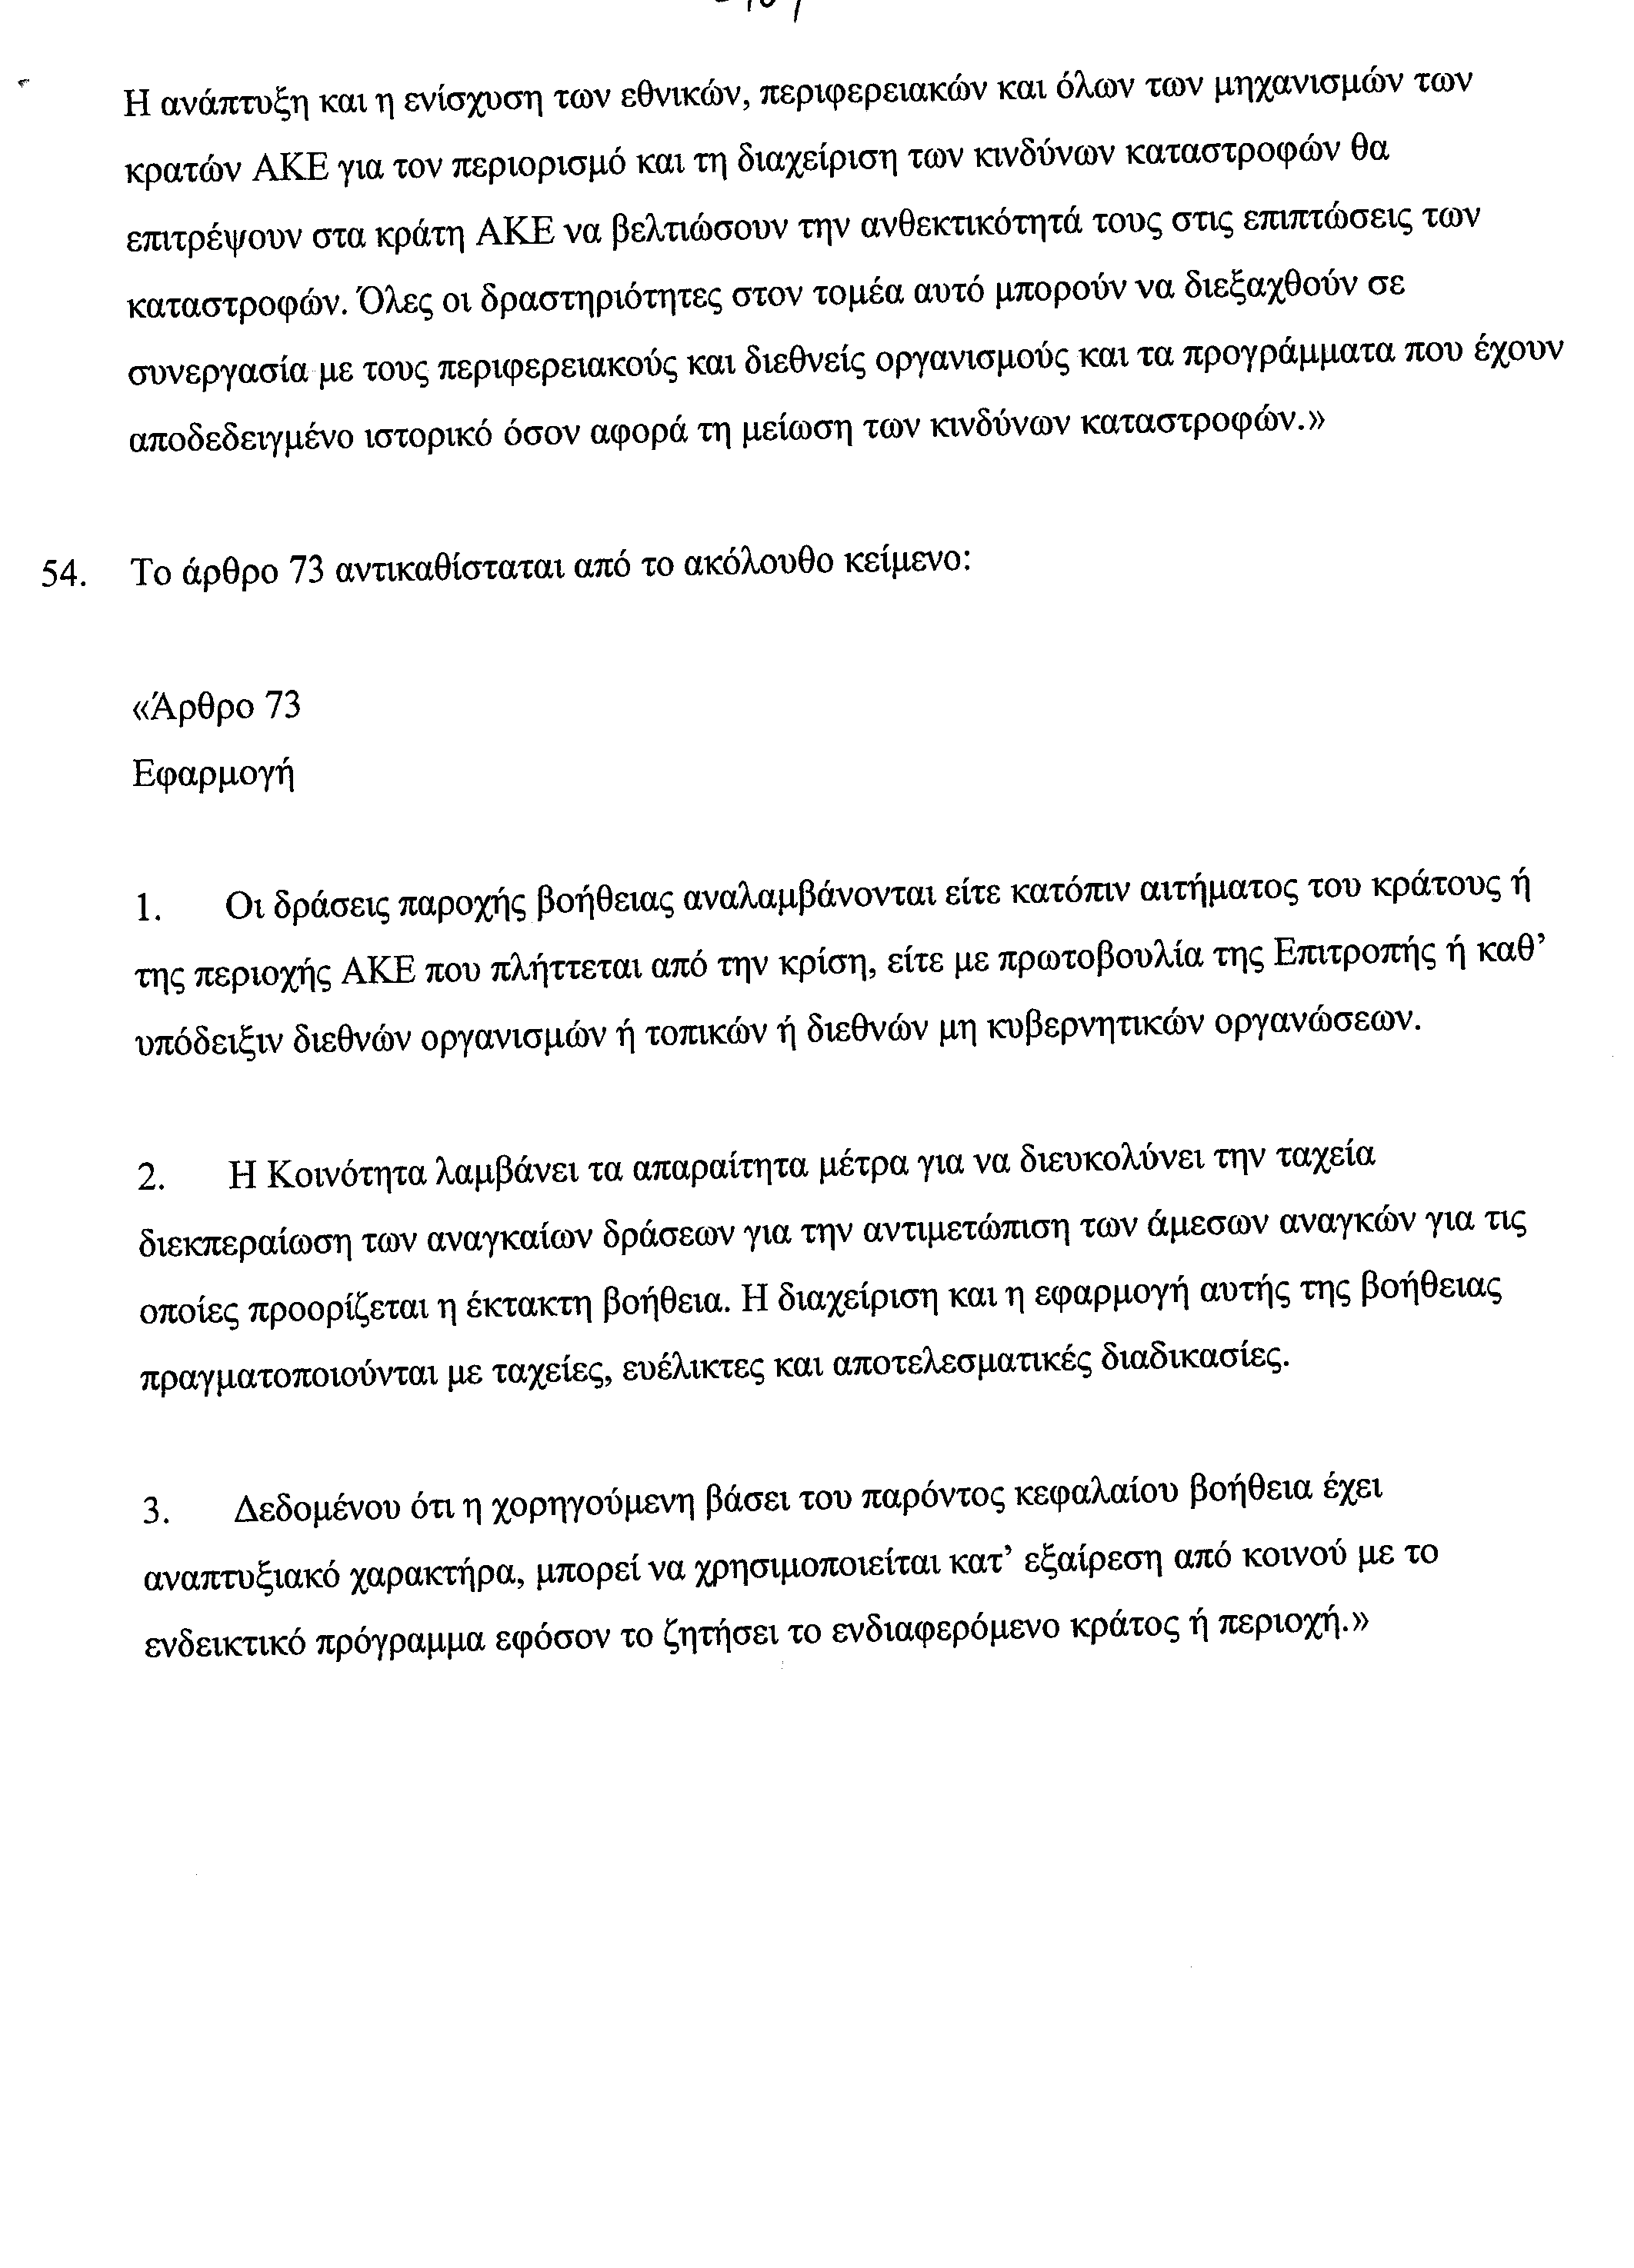 Η ανάπτυξη και η ενίσχυση των εθνικών, περιφερειακών και όλων των μηχανισμών των
κρατών ΑΚΕ για τον περιορισμό και τη διαχείριση των κινδύνων καταστροφών θα
επιτρέψουν στα κράτη ΑΚΕ να βελτιώσουν την ανθεκτικότητά τους στις επιπτώσεις των
καταστροφών. Όλες οι δραστηριότητες στον τομέα αυτό μπορούν να διεξαχθούν σε
συνεργασία με τους περιφερειακούς και διεθνείς οργανισμούς και τα προγράμματα που έχουν
αποδεδειγμένο ιστορικό όσον αφορά τη μείωση των κινδύνων καταστροφών.»
54. Το άρθρο 73 αντικαθίσταται από το ακόλουθο κείμενο:
«Άρθρο 73
Εφαρμογή
1. Οι δράσεις παροχής βοήθειας αναλαμβάνονται είτε κατόπιν αιτήματος του κράτους ή
της περιοχής ΑΚΕ που πλήττεται από την κρίση, είτε με πρωτοβουλία της Επιτροπής ή καθ’
υπόδειξιν διεθνών οργανισμών ή τοπικών ή διεθνών μη κυβερνητικών οργανώσεων.
2. Η Κοινότητα λαμβάνει τα απαραίτητα μέτρα για να διευκολύνει την ταχεία
διεκπεραίωση των αναγκαίων δράσεων για την αντιμετώπιση των άμεσων αναγκών για τις
οποίες προορίζεται η έκτακτη βοήθεια. Η διαχείριση και η εφαρμογή αυτής της βοήθειας
πραγματοποιούνται με ταχείες, ευέλικτες και αποτελεσματικές διαδικασίες.
3. Δεδομένου ότι η χορηγούμενη βάσει του παρόντος κεφαλαίου βοήθεια έχει
αναπτυξιακό χαρακτήρα, μπορεί να χρησιμοποιείται κατ’ εξαίρεση από κοινού με το
ενδεικτικό πρόγραμμα εφόσον το ζητήσει το ενδιαφερόμενο κράτος ή περιοχή.»